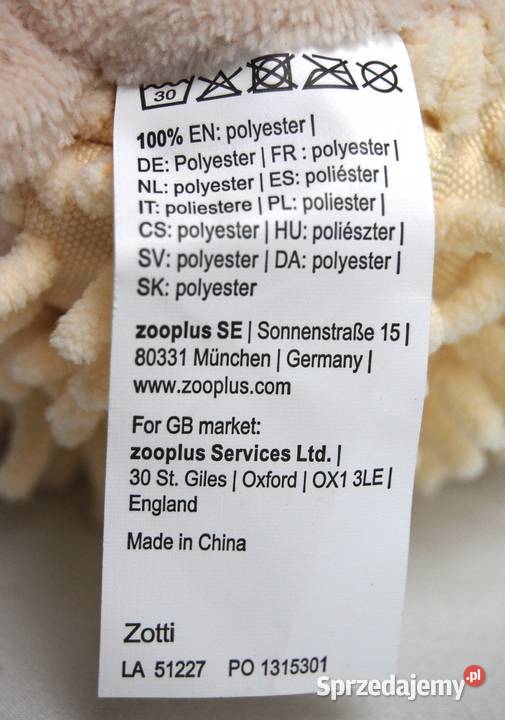 30
100% EN: polyester |
DE: Polyester | FR : polyester |
NL: polyester | ES: poliéster |
IT: poliestere | PL: poliester |
CS: polyester | HU: poliészter |
SV: polyester | DA: polyester |
SK: polyester
zooplus SE | Sonnenstraße 15 |
80331 München | Germany |
www.zooplus.com
For GB market:
zooplus Services Ltd. |
30 St. Giles | Oxford | OX1 3LE |
England
Made in China
Zotti
LA 51227 PO 1315301
Sprzedajemy.pl